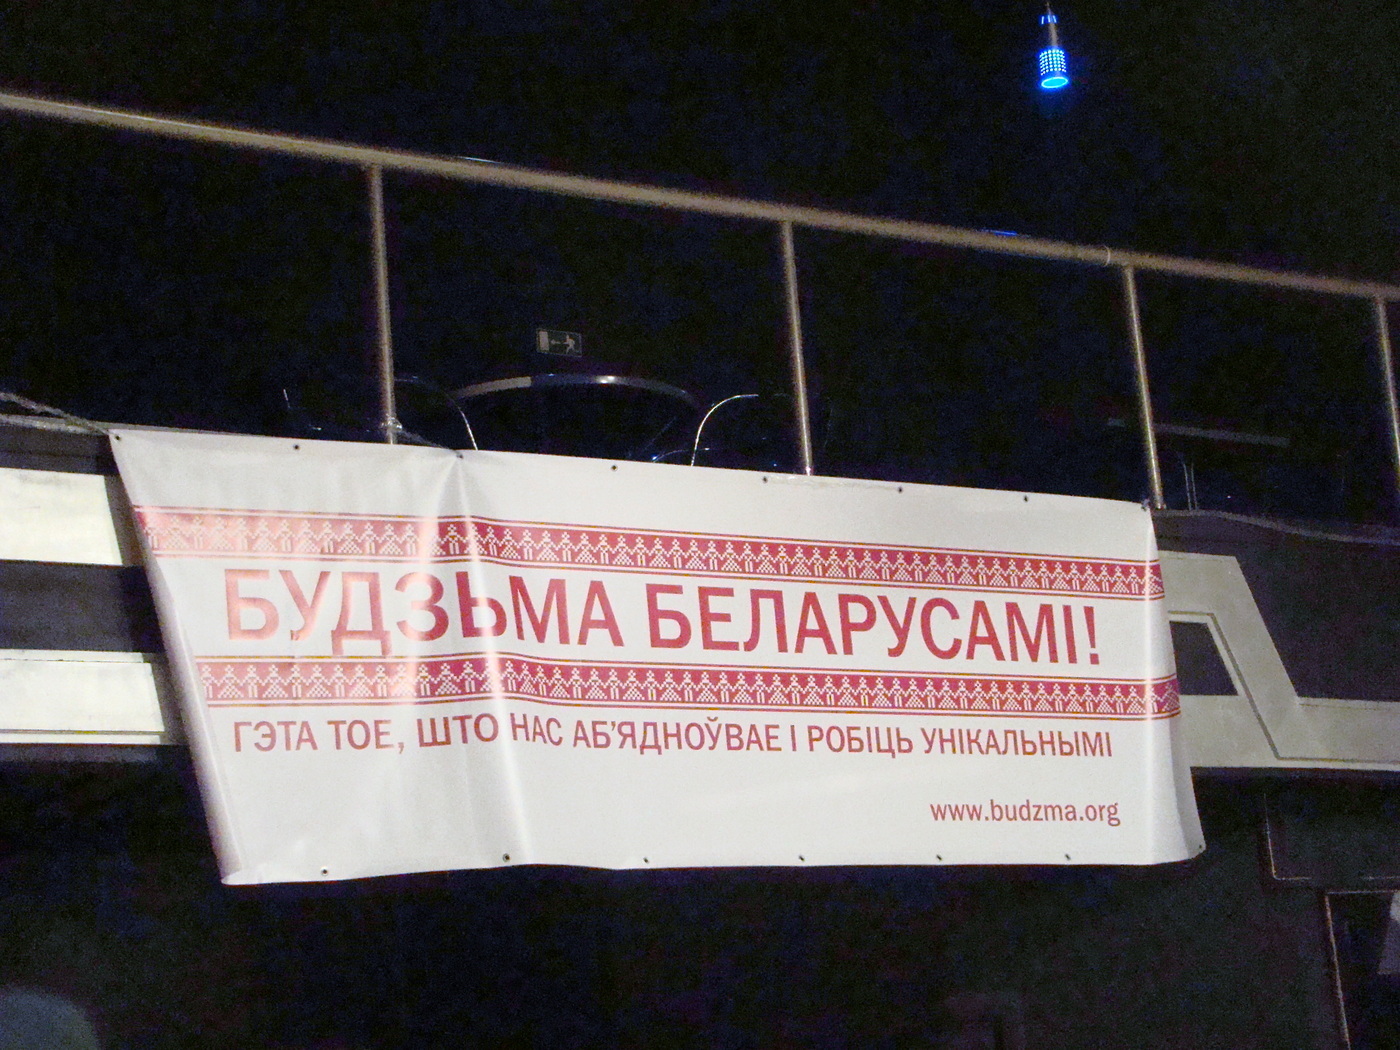 БУДЗЬМА БЕЛАРУСАМІ!
ГЭТА ТОЕ, ШТО НАС АБ’ЯДНОЎВАЕ І РОБІЦЬ УНІКАЛЬНЫМІ
www.budzma.org